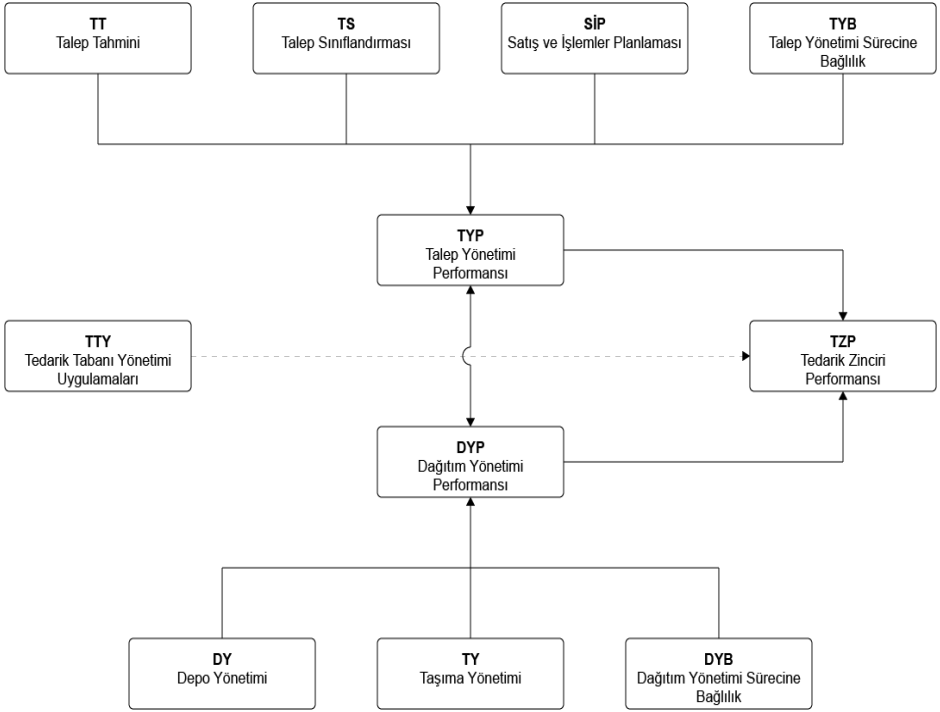 TT
Talep Tahmini
TS
Talep Sınıflandırması
SİP
Satış ve İşlemler Planlaması
TYB
Talep Yönetimi Sürecine
Bağlılık
TYP
Talep Yönetimi
Performansı
TTY
Tedarik Tabanı Yönetimi
Uygulamaları
TZP
Tedarik Zinciri
Performansı
DYP
Dağıtım Yönetimi
Performansı
DY
Depo Yönetimi
TY
Taşıma Yönetimi
DYB
Dağıtım Yönetimi Sürecine
Bağlılık